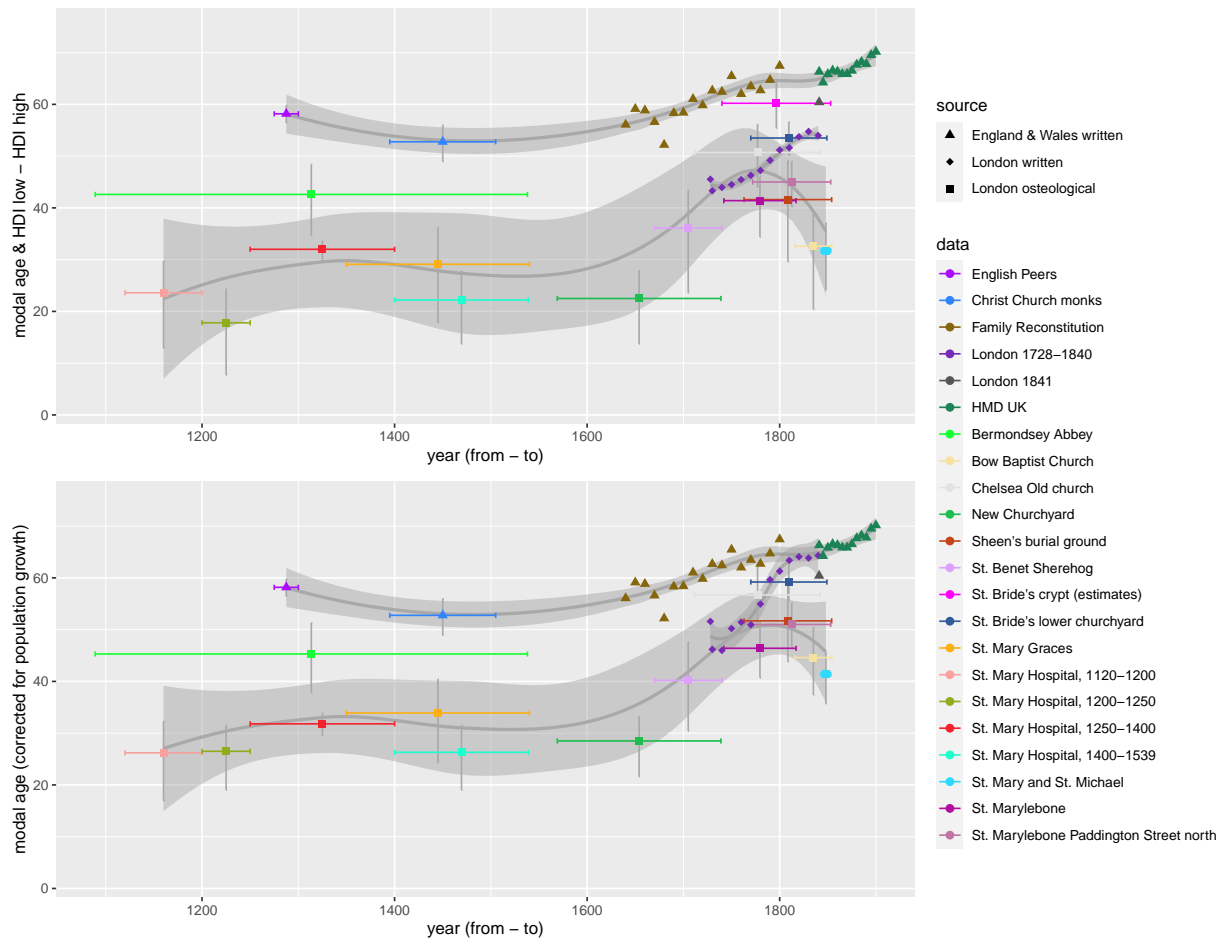 modal age & HDI low – HDI high
60
40
20
0
1200
1400
1600
1800
year (from – to)
modal age (corrected for population growth)
60
40
20
0
1200
1400
1600
1800
year (from – to)
source
England & Wales written
London written
London osteological
data
English Peers
Christ Church monks
Family Reconstitution
London 1728–1840
London 1841
HMD UK
Bermondsey Abbey
Bow Baptist Church
Chelsea Old church
New Churchyard
Sheen's burial ground
St. Benet Sherehog
St. Bride's crypt (estimates)
St. Bride's lower churchyard
St. Mary Graces
St. Mary Hospital, 1120–1200
St. Mary Hospital, 1200–1250
St. Mary Hospital, 1250–1400
St. Mary Hospital, 1400–1539
St. Mary and St. Michael
St. Marylebone
St. Marylebone Paddington Street north